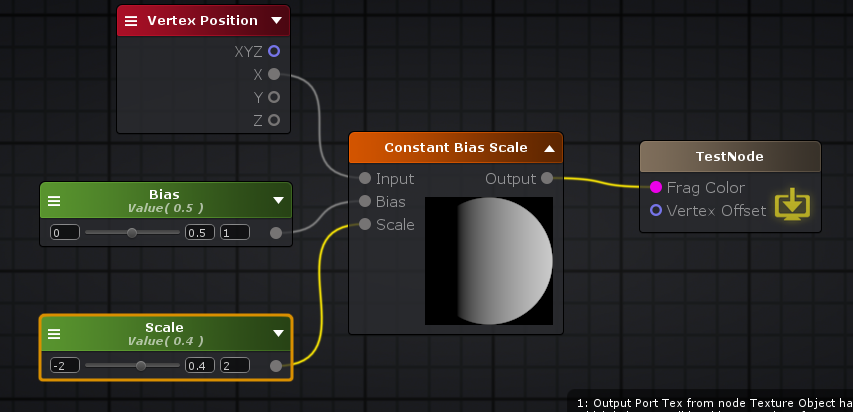 Vertex Position
XYZ
X
Y
Z
Bias
Value( 0.5 )
0 0.5 1
Scale
Value( 0.4 )
-2 0.4 2
Constant Bias Scale
Input Output
Bias
Scale
TestNode
Frag Color
Vertex Offset
1: Output Port Tex from node Texture Object ha